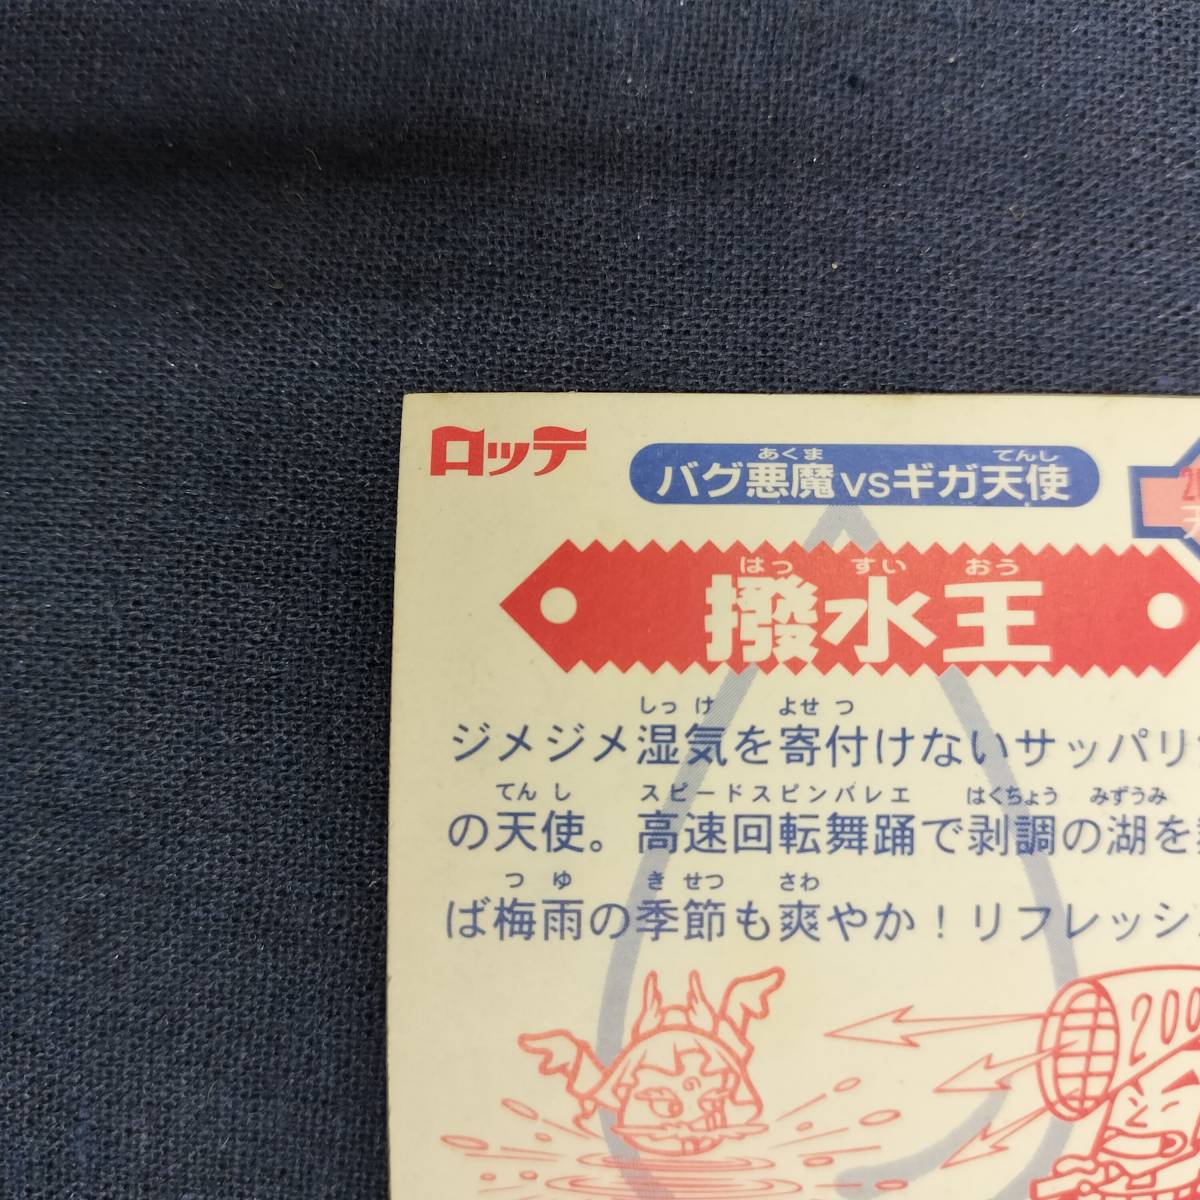 ロッテ
あくま てんし
バグ悪魔VSギガ天使
はっ すい おう
撥水王
しっ け よせ つ
ジメジメ湿気を寄付けないサッパリ
てん し スピードスピンバレエ はくちょう みずうみ
の天使。高速回転舞踊で剥調の湖を
つ ゆ き せつ さわ
ば梅雨の季節も爽やか！リフレッシ
200